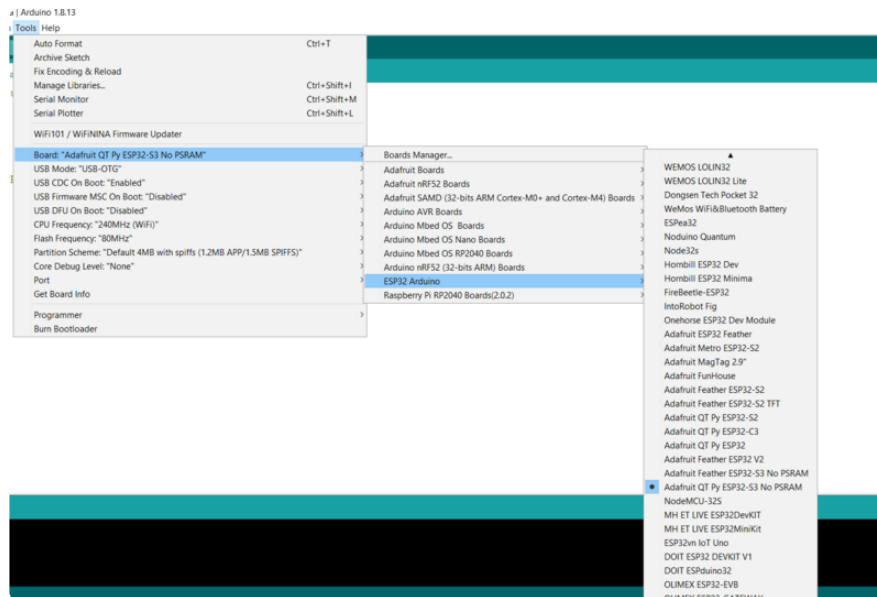 | Arduino 1.8.13
Tools Help
Auto Format Ctrl+T
Archive Sketch
Fix Encoding & Reload
Manage Libraries... Ctrl+Shift+I
Serial Monitor Ctrl+Shift+M
Serial Plotter Ctrl+Shift+L
WiFi101 / WiFiNINA Firmware Updater
Board: "Adafruit QT Py ESP32-S3 No PSRAM"
USB Mode: "USB-OTG"
USB CDC On Boot: "Enabled"
USB Firmware MSC On Boot: "Disabled"
USB DFU On Boot: "Disabled"
CPU Frequency: "240MHz (WiFi)"
Flash Frequency: "80MHz"
Partition Scheme: "Default 4MB with spiffs (1.2MB APP/1.5MB SPIFFS)"
Core Debug Level: "None"
Port
Get Board Info
Programmer
Burn Bootloader
Boards Manager...
Adafruit Boards
Adafruit nRF52 Boards
Adafruit SAMD (32-bits ARM Cortex-M0+ and Cortex-M4) Boards
Arduino AVR Boards
Arduino Mbed OS Boards
Arduino Mbed OS Nano Boards
Arduino Mbed OS RP2040 Boards
Arduino nRF52 (32-bits ARM) Boards
ESP32 Arduino
Raspberry Pi RP2040 Boards(2.0.2)
WEMOS LOLIN32
WEMOS LOLIN32 Lite
Dongsen Tech Pocket 32
WeMos WiFi&Bluetooth Battery
ESPea32
Noduino Quantum
Node32s
Hornbill ESP32 Dev
Hornbill ESP32 Minima
FireBeetle-ESP32
IntoRobot Fig
Onehorse ESP32 Dev Module
Adafruit ESP32 Feather
Adafruit Metro ESP32-S2
Adafruit MagTag 2.9"
Adafruit FunHouse
Adafruit Feather ESP32-S2
Adafruit Feather ESP32-S2 TFT
Adafruit QT Py ESP32-S2
Adafruit QT Py ESP32-C3
Adafruit QT Py ESP32
Adafruit Feather ESP32 V2
Adafruit Feather ESP32-S3 No PSRAM
Adafruit QT Py ESP32-S3 No PSRAM
NodeMCU-32S
MH ET LIVE ESP32DevKIT
MH ET LIVE ESP32MiniKit
ESP32vn IoT Uno
DOIT ESP32 DEVKIT V1
DOIT ESPduino32
OLIMEX ESP32-EVB
OLIMEX ESP32-GATEWAY